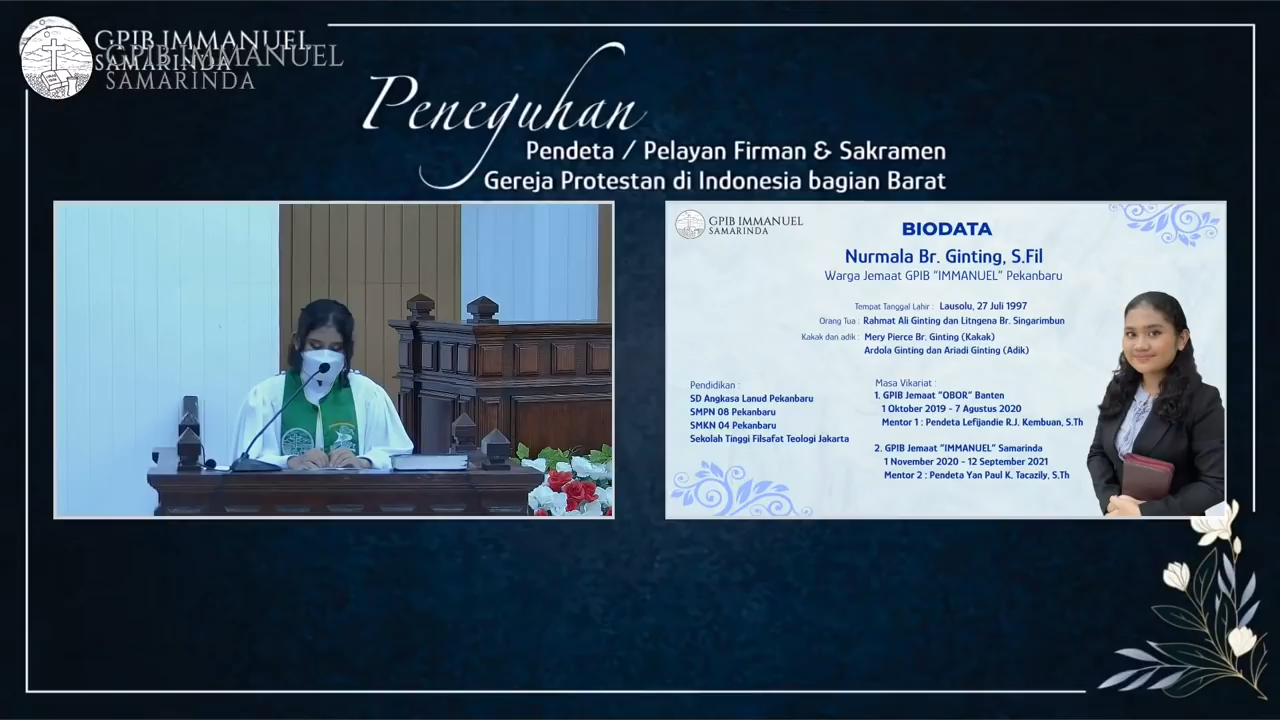 GPIB IMMANUEL
SAMARINDA
GPIB IMMANUEL
SAMARINDA
Peneguhan
Pendeta / Pelayan Firman & Sakramen
Gereja Protestan di Indonesia bagian Barat
GPIB IMMANUEL
SAMARINDA
BIODATA
Nurmala Br. Ginting, S.Fil
Warga Jemaat GPIB "IMMANUEL" Pekanbaru
Tempat Tanggal Lahir : Lausolu, 27 Juli 1997
Orang Tua : Rahmat Ali Ginting dan Litngena Br. Singarimbun
Kakak dan adik : Mery Pierce Br. Ginting (Kakak)
Ardola Ginting dan Ariadi Ginting (Adik)
Pendidikan :
SD Angkasa Lanud Pekanbaru
SMPN 08 Pekanbaru
SMKN 04 Pekanbaru
Sekolah Tinggi Filsafat Teologi Jakarta
Masa Vikariat :
1. GPIB Jemaat "OBOR" Banten
1 Oktober 2019 - 7 Agustus 2020
Mentor 1 : Pendeta Lefijandie R.J. Kembuan, S.Th
2. GPIB Jemaat "IMMANUEL" Samarinda
1 November 2020 - 12 September 2021
Mentor 2 : Pendeta Yan Paul K. Tacazily, S.Th